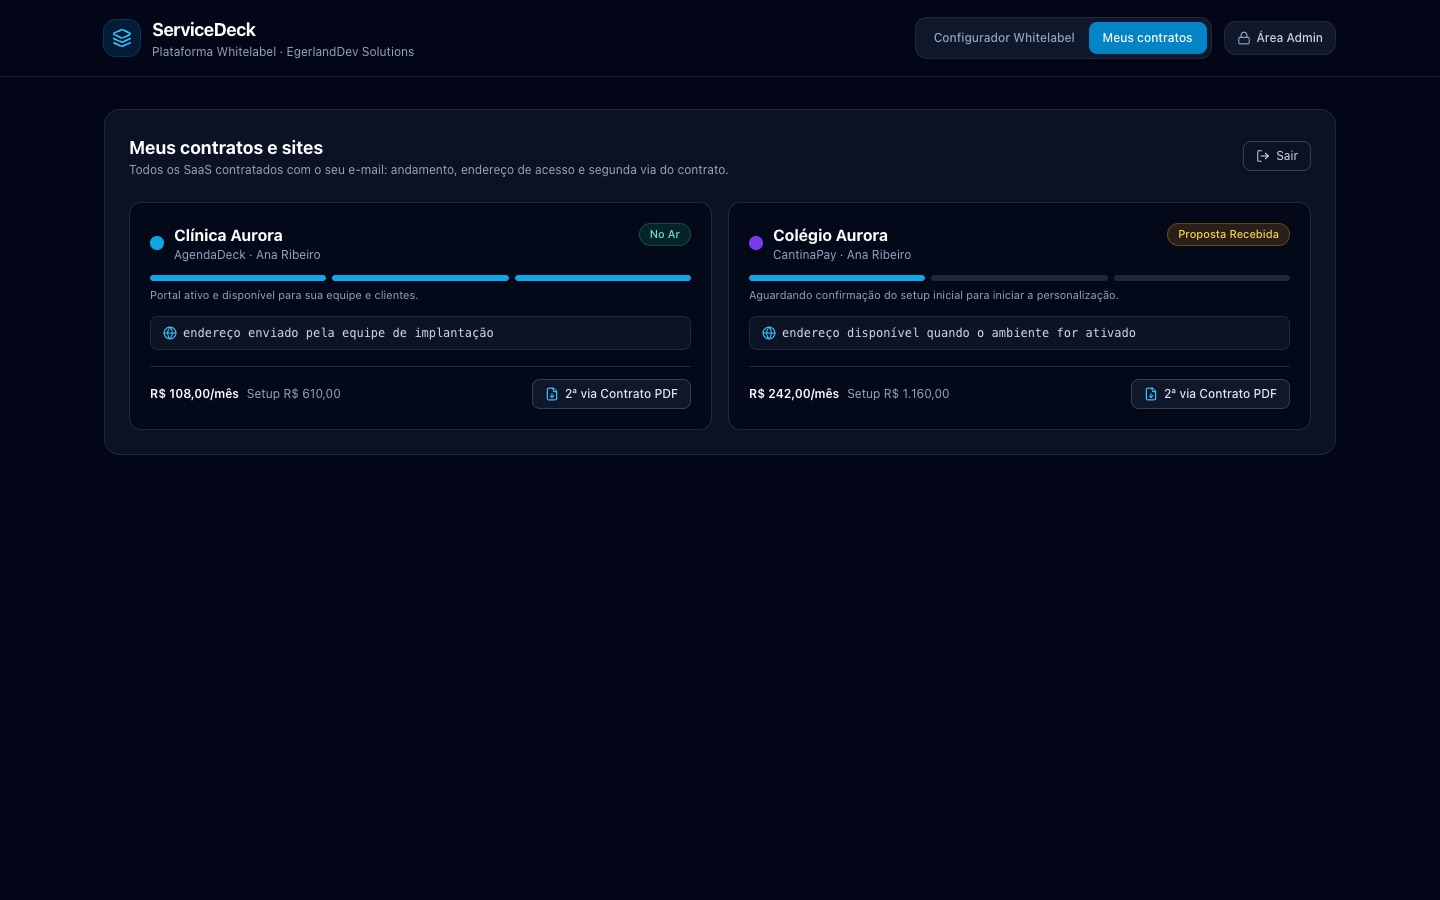 ServiceDeck
Plataforma Whitelabel · EgerlandDev Solutions
Configurador Whitelabel
Meus contratos
Área Admin
Meus contratos e sites
Todos os SaaS contratados com o seu e-mail: andamento, endereço de acesso e segunda via do contrato.
Sair
Clínica Aurora
No Ar
AgendaDeck · Ana Ribeiro
Portal ativo e disponível para sua equipe e clientes.
endereço enviado pela equipe de implantação
R$ 108,00/mês Setup R$ 610,00
2ª via Contrato PDF
Colégio Aurora
Proposta Recebida
CantinaPay · Ana Ribeiro
Aguardando confirmação do setup inicial para iniciar a personalização.
endereço disponível quando o ambiente for ativado
R$ 242,00/mês Setup R$ 1.160,00
2ª via Contrato PDF